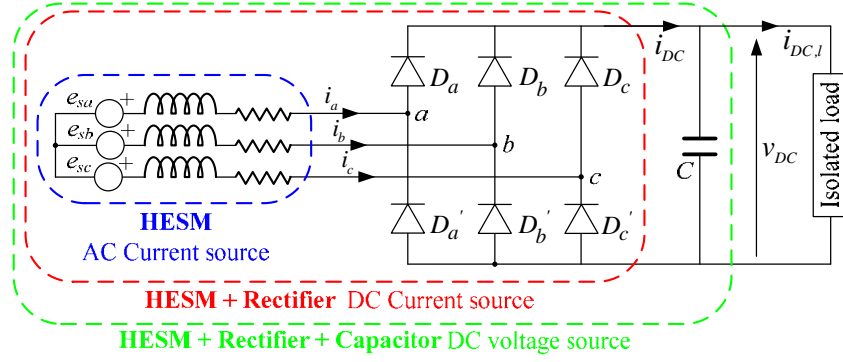 i_DC
i_DC,l
D_a
D_b
D_c
e_sa
+
i_a
a
e_sb
+
i_b
b
e_sc
+
i_c
c
C
v_DC
Isolated load
HESM
AC Current source
D_a'
D_b'
D_c'
HESM + Rectifier DC Current source
HESM + Rectifier + Capacitor DC voltage source